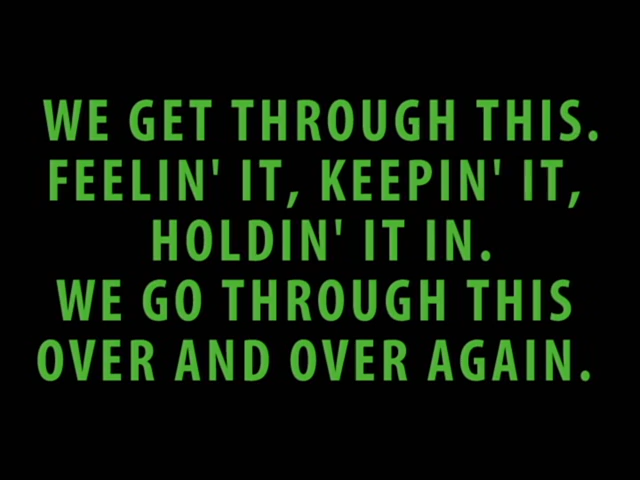 WE GET THROUGH THIS.
FEELIN' IT, KEEPIN' IT,
HOLDIN' IT IN.
WE GO THROUGH THIS
OVER AND OVER AGAIN.